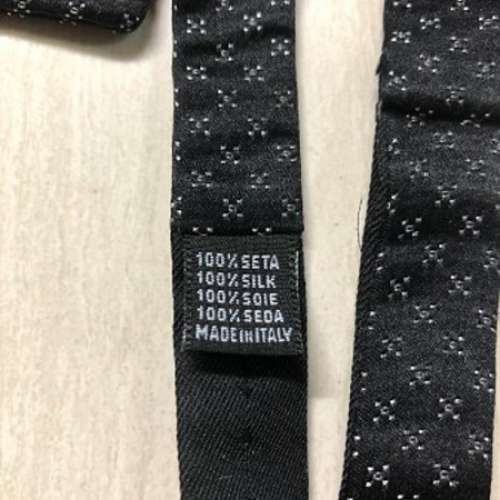 100% SETA
100% SILK
100% SOIE
100% SEDA
MADE IN ITALY